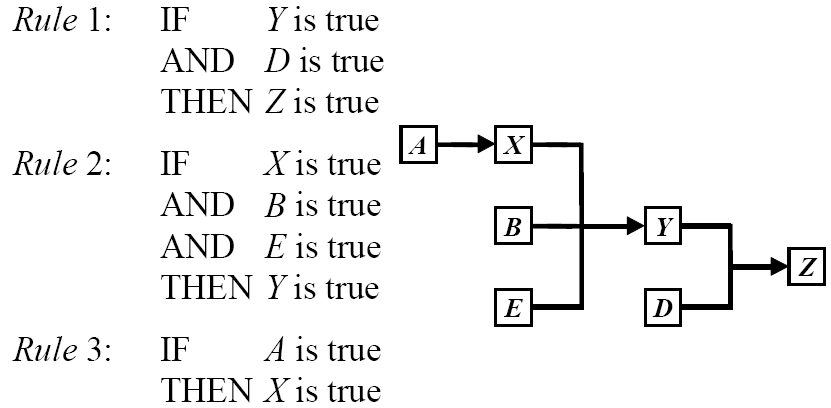 Rule 1: IF Y is true
AND D is true
THEN Z is true
Rule 2: IF X is true
AND B is true
AND E is true
THEN Y is true
Rule 3: IF A is true
THEN X is true
A X
B Y
Z
E D